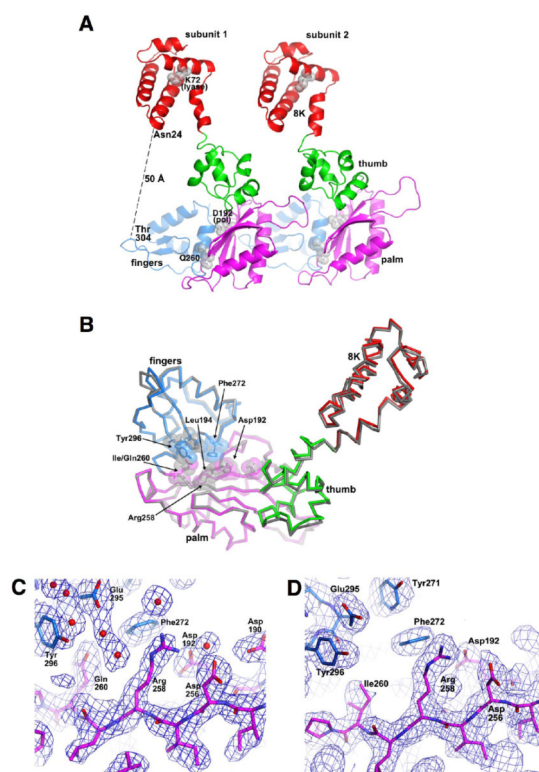 A
subunit 1
subunit 2
K72
(lyase)
8K
Asn24
50 Å
thumb
D192
(pol)
Thr
304
Q260
fingers
palm
B
fingers
8K
Phe272
Leu194
Asp192
Tyr296
Ile/Gln260
thumb
Arg258
palm
C
D
Glu
295
Tyr271
Glu295
Phe272
Asp
192
Asp
190
Phe272
Asp192
Tyr
296
Tyr296
Gln
260
Arg
258
Asp
256
Ile260
Arg
258
Asp
256